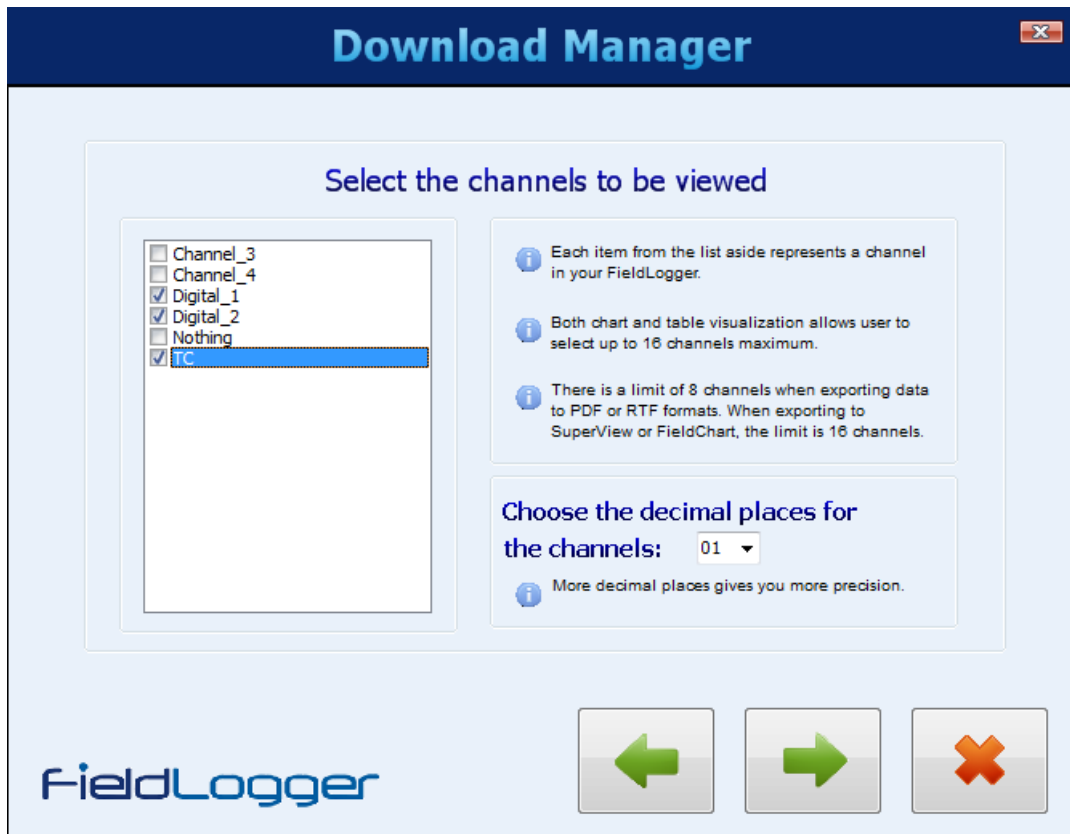 Download Manager
Select the channels to be viewed
Channel_3
Channel_4
Digital_1
Digital_2
Nothing
TC
Each item from the list aside represents a channel
in your FieldLogger.
Both chart and table visualization allows user to
select up to 16 channels maximum.
There is a limit of 8 channels when exporting data
to PDF or RTF formats. When exporting to
SuperView or FieldChart, the limit is 16 channels.
Choose the decimal places for
the channels: 01
More decimal places gives you more precision.
FieldLogger